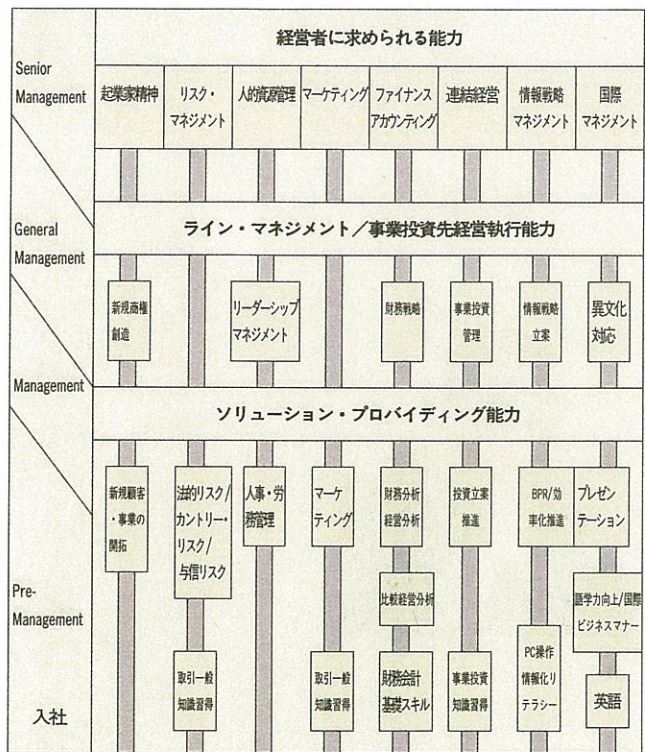 経営者に求められる能力
Senior
Management
起業家精神
リスク・
マネジメント
人的資源管理
マーケティング
ファイナンス
アカウンティング
連結経営
情報戦略
マネジメント
国際
マネジメント
General
Management
ライン・マネジメント／事業投資先経営執行能力
新規商権
創造
リーダーシップ
マネジメント
財務戦略
事業投資
管理
情報戦略
立案
異文化
対応
Management
ソリューション・プロバイディング能力
新規顧客
・事業の
開拓
法的リスク/
カントリー・
リスク/
与信リスク
人事・労
務管理
マーケ
ティング
財務分析
経営分析
投資立案
推進
BPR/効
率化推進
プレゼン
テーション
Pre-
Management
比較経営分析
語学力向上/国際
ビジネスマナー
取引一般
知識習得
取引一般
知識習得
財務会計
基礎スキル
事業投資
知識習得
PC操作
情報化リ
テラシー
英語
入社